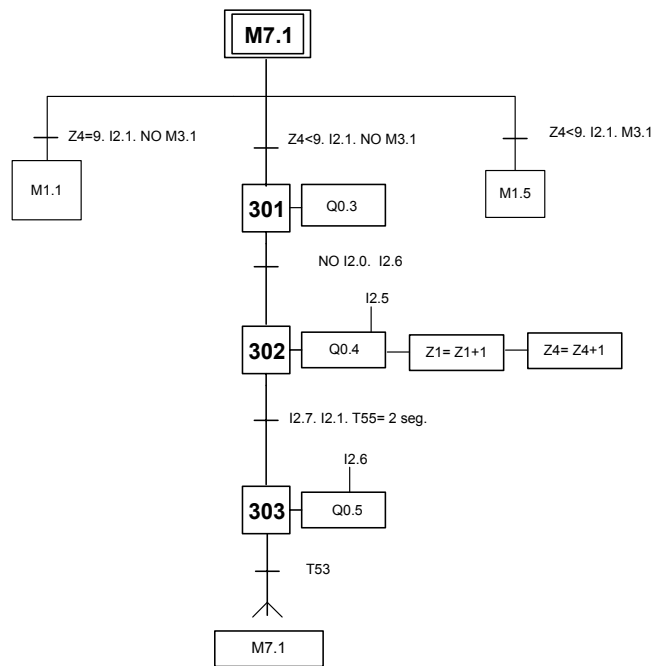 M7.1
Z4=9. I2.1. NO M3.1
Z4<9. I2.1. NO M3.1
Z4<9. I2.1. M3.1
M1.1
M1.5
301
Q0.3
NO I2.0. I2.6
I2.5
302
Q0.4
Z1= Z1+1
Z4= Z4+1
I2.7. I2.1. T55= 2 seg.
I2.6
303
Q0.5
T53
M7.1